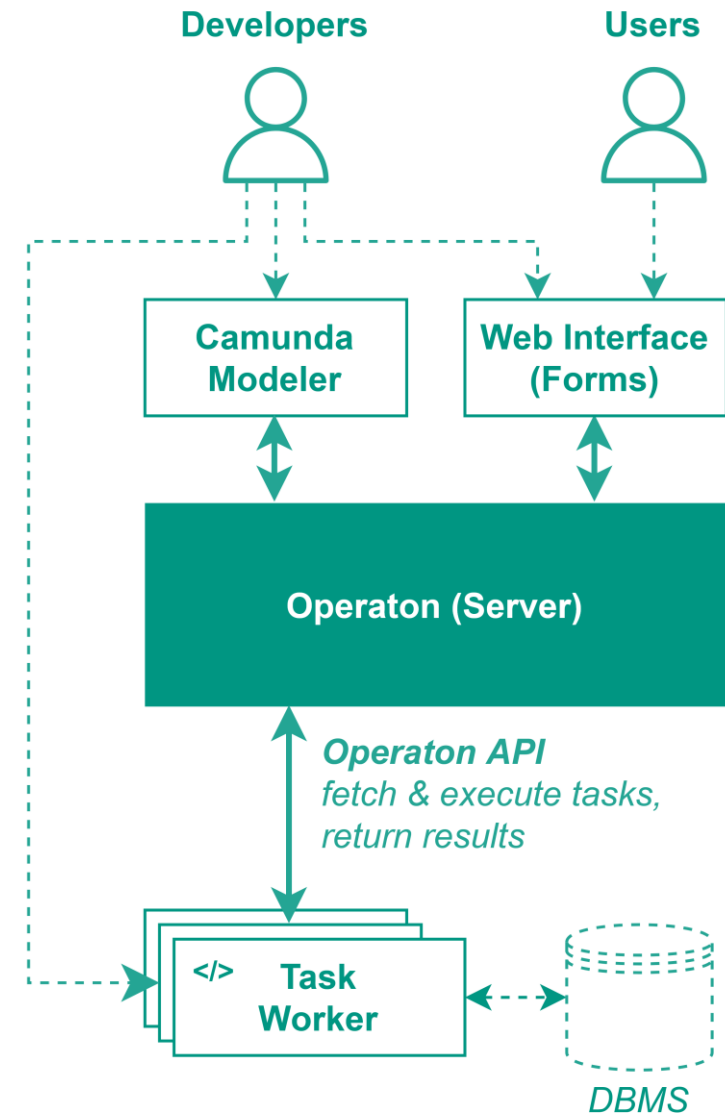 Developers
Users
Camunda
Modeler
Web Interface
(Forms)
Operaton (Server)
Operaton API
fetch & execute tasks,
return results
</> Task
Worker
DBMS